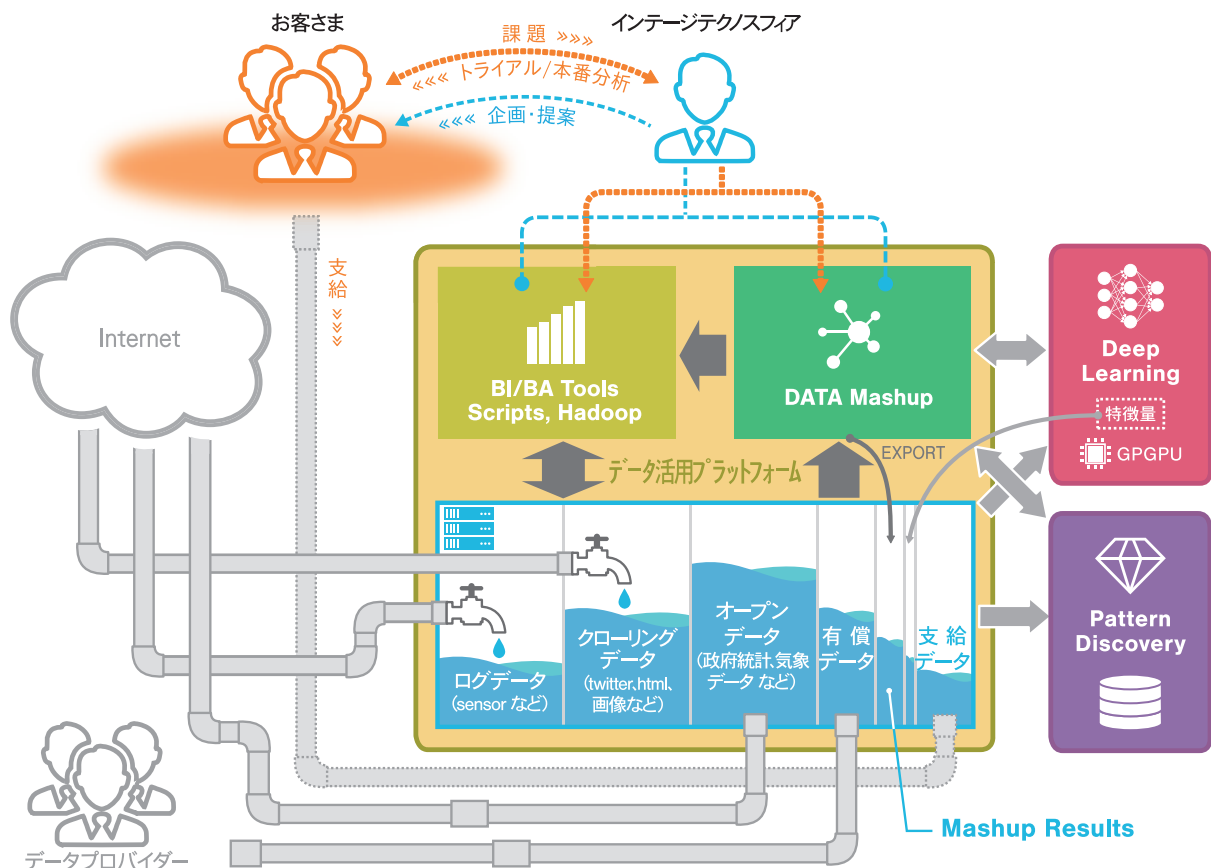 お客さま
インテージテクノスフィア
課題 »»
««« トライアル/本番分析
««« 企画・提案
支給 »»
Internet
BI/BA Tools
Scripts, Hadoop
DATA Mashup
Deep
Learning
特徴量
GPGPU
EXPORT
データ活用プラットフォーム
Pattern
Discovery
ログデータ
(sensor など)
クローリング
データ
(twitter、html、
画像など)
オープン
データ
(政府統計、気象
データ など)
有償
データ
支給
データ
Mashup Results
データプロバイダー